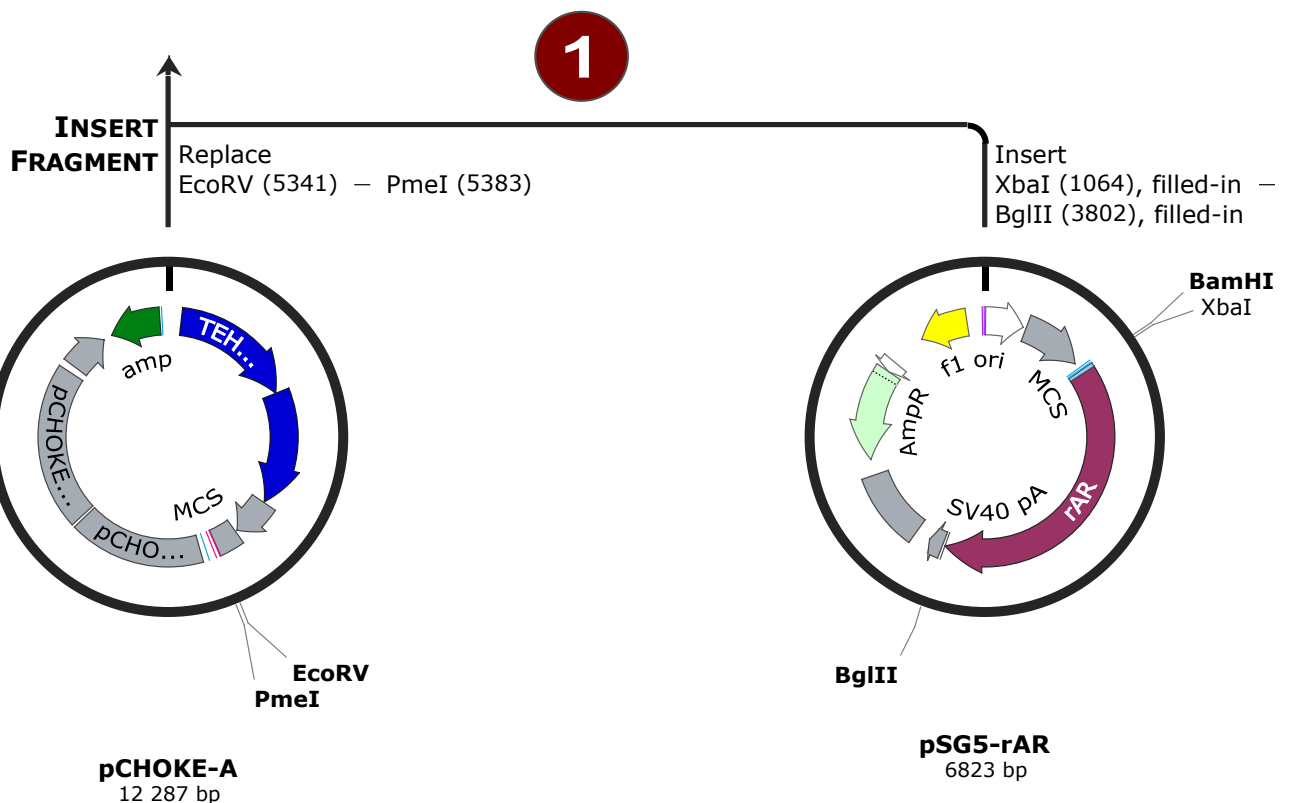 1
INSERT
FRAGMENT
Replace
EcoRV (5341) – PmeI (5383)
Insert
XbaI (1064), filled-in –
BglII (3802), filled-in
TEH...
amp
pCHOKE...
pCHO...
MCS
EcoRV
PmeI
pCHOKE-A
12 287 bp
BamHI
XbaI
f1 ori
MCS
AmpR
SV40 pA
rAR
BglII
pSG5-rAR
6823 bp